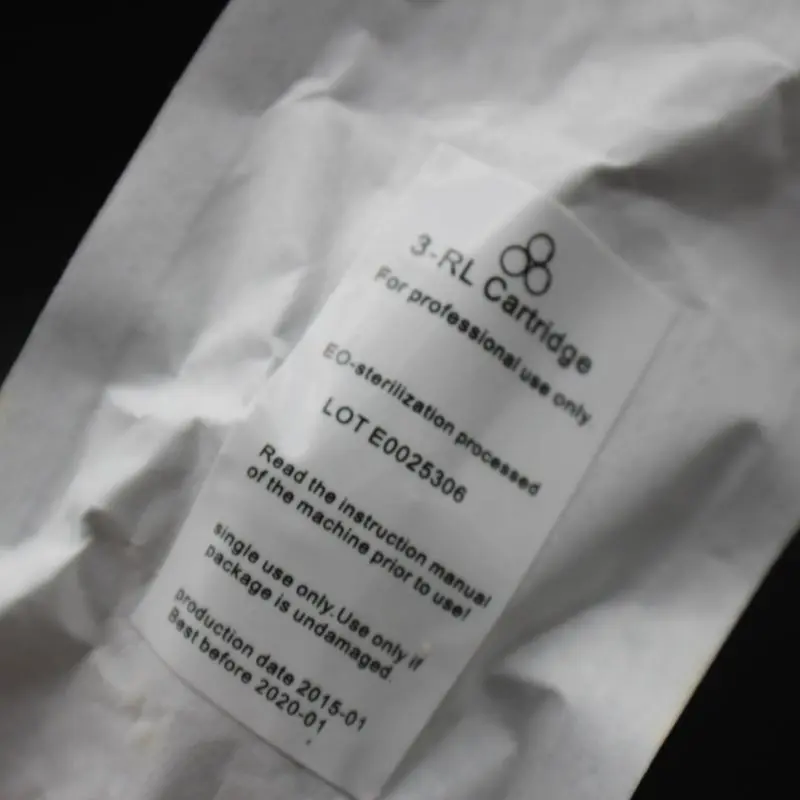 3-RL Cartridge
For professional use only.
EO-sterilization processed
LOT E0025306
Read the instruction manual
of the machine prior to use!
single use only.Use only if
package is undamaged.
production date 2015-01
Best before 2020-01